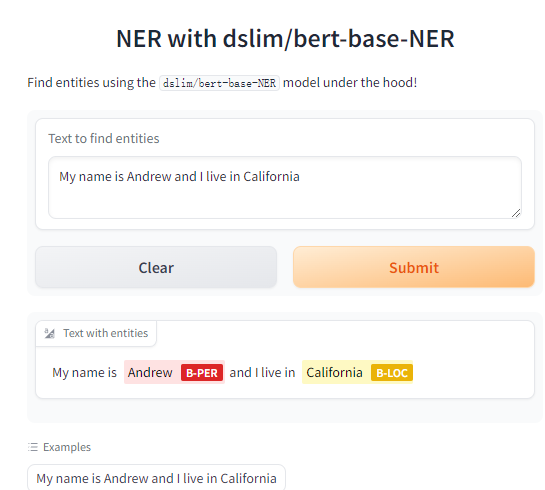 NER with dslim/bert-base-NER
Find entities using the dslim/bert-base-NER model under the hood!
Text to find entities
My name is Andrew and I live in California
Clear
Submit
Text with entities
My name is Andrew B-PER and I live in California B-LOC
Examples
My name is Andrew and I live in California